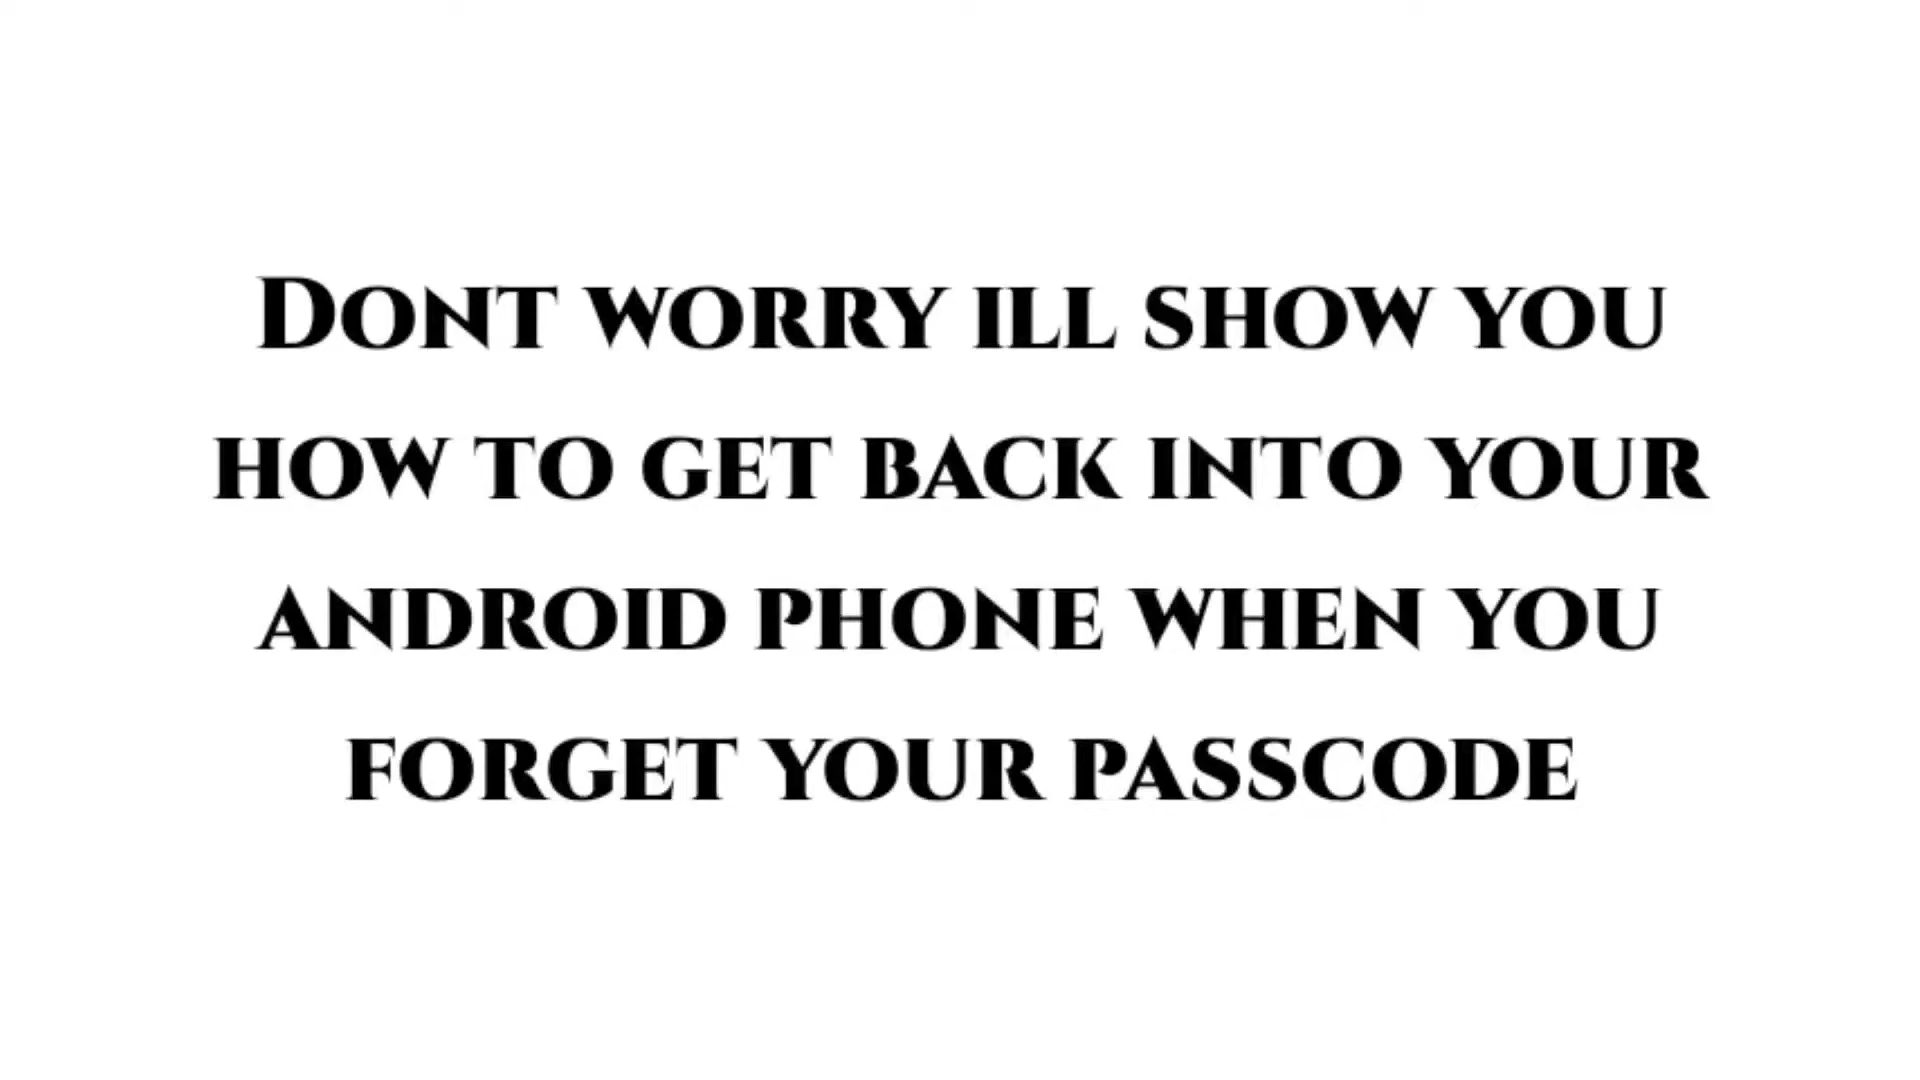 Dont worry ill show you
how to get back into your
android phone when you
forget your passcode